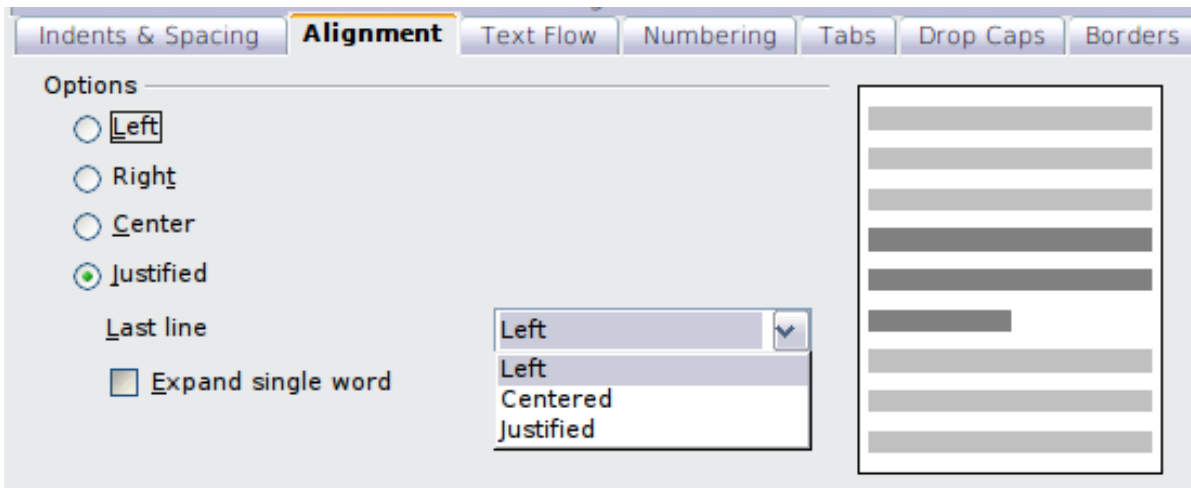 Indents & Spacing Alignment Text Flow Numbering Tabs Drop Caps Borders
Options
Left
Right
Center
Justified
Last line Left
Left
Expand single word
Centered
Justified